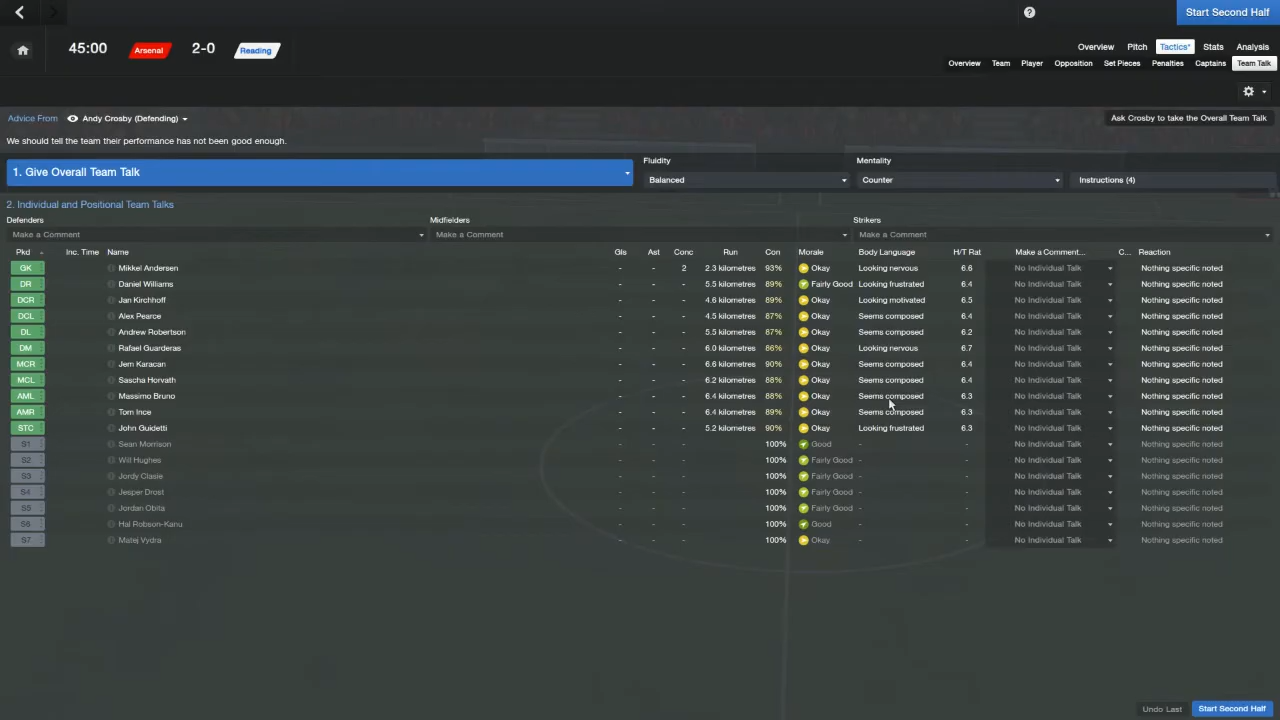 Start Second Half
45:00 Arsenal 2-0 Reading
Overview Pitch Tactics* Stats Analysis
Overview Team Player Opposition Set Pieces Penalties Captains Team Talk
Advice From Andy Crosby (Defending) Ask Crosby to take the Overall Team Talk
We should tell the team their performance has not been good enough.
Fluidity Mentality
1. Give Overall Team Talk Balanced Counter Instructions (4)
2. Individual and Positional Team Talks
Defenders Midfielders Strikers
Make a Comment Make a Comment Make a Comment
Pkd Inc. Time Name Gls Ast Conc Run Con Morale Body Language H/T Rat Make a Comment... C... Reaction
GK Mikkel Andersen - - 2 2.3 kilometres 93% Okay Looking nervous 6.6 No Individual Talk Nothing specific noted
DR Daniel Williams - - - 5.5 kilometres 89% Fairly Good Looking frustrated 6.4 No Individual Talk Nothing specific noted
DCR Jan Kirchhoff - - - 4.6 kilometres 89% Okay Looking motivated 6.5 No Individual Talk Nothing specific noted
DCL Alex Pearce - - - 4.5 kilometres 87% Okay Seems composed 6.4 No Individual Talk Nothing specific noted
DL Andrew Robertson - - - 5.5 kilometres 87% Okay Seems composed 6.2 No Individual Talk Nothing specific noted
DM Rafael Guarderas - - - 6.0 kilometres 86% Okay Looking nervous 6.7 No Individual Talk Nothing specific noted
MCR Jem Karacan - - - 6.6 kilometres 90% Okay Seems composed 6.4 No Individual Talk Nothing specific noted
MCL Sascha Horvath - - - 6.2 kilometres 88% Okay Seems composed 6.4 No Individual Talk Nothing specific noted
AML Massimo Bruno - - - 6.4 kilometres 88% Okay Seems composed 6.3 No Individual Talk Nothing specific noted
AMR Tom Ince - - - 6.4 kilometres 89% Okay Seems composed 6.3 No Individual Talk Nothing specific noted
STC John Guidetti - - - 5.2 kilometres 90% Okay Looking frustrated 6.3 No Individual Talk Nothing specific noted
S1 Sean Morrison - - - 100% Good - - No Individual Talk Nothing specific noted
S2 Will Hughes - - - 100% Fairly Good - - No Individual Talk Nothing specific noted
S3 Jordy Clasie - - - 100% Fairly Good - - No Individual Talk Nothing specific noted
S4 Jesper Drost - - - 100% Fairly Good - - No Individual Talk Nothing specific noted
S5 Jordan Obita - - - 100% Fairly Good - - No Individual Talk Nothing specific noted
S6 Hal Robson-Kanu - - - 100% Good - - No Individual Talk Nothing specific noted
S7 Matej Vydra - - - 100% Okay - - No Individual Talk Nothing specific noted
Undo Last Start Second Half